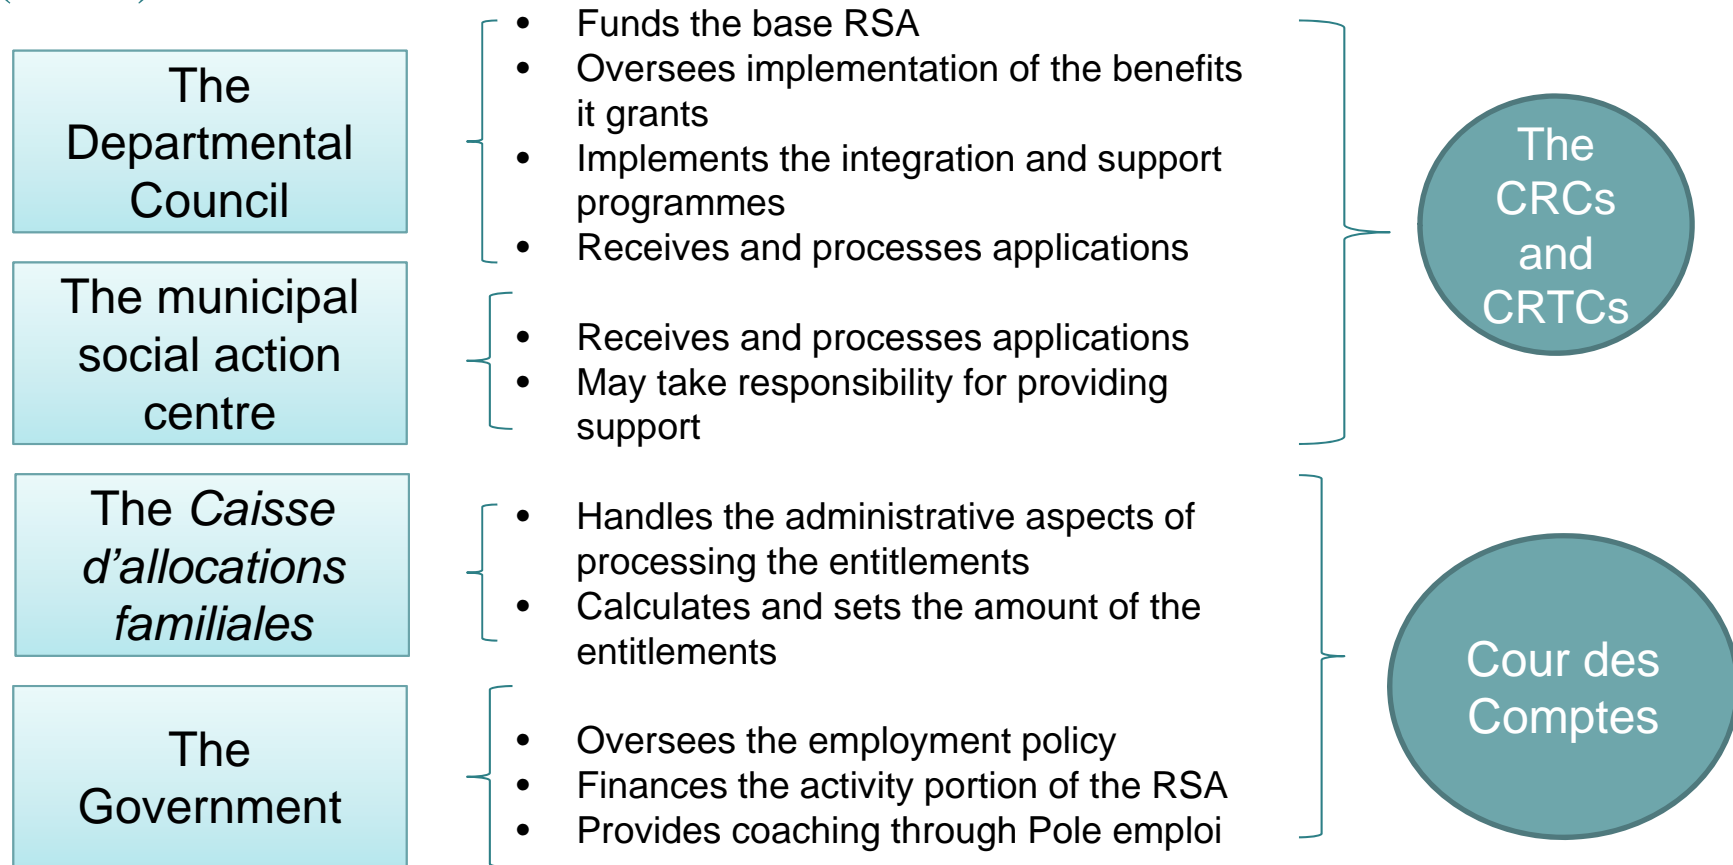 The
Departmental
Council
• Funds the base RSA
• Oversees implementation of the benefits
it grants
• Implements the integration and support
programmes
• Receives and processes applications
The municipal
social action
centre
• Receives and processes applications
• May take responsibility for providing
support
The CRCs
and
CRTCs
The Caisse
d’allocations
familiales
• Handles the administrative aspects of
processing the entitlements
• Calculates and sets the amount of the
entitlements
The
Government
• Oversees the employment policy
• Finances the activity portion of the RSA
• Provides coaching through Pole emploi
Cour des
Comptes